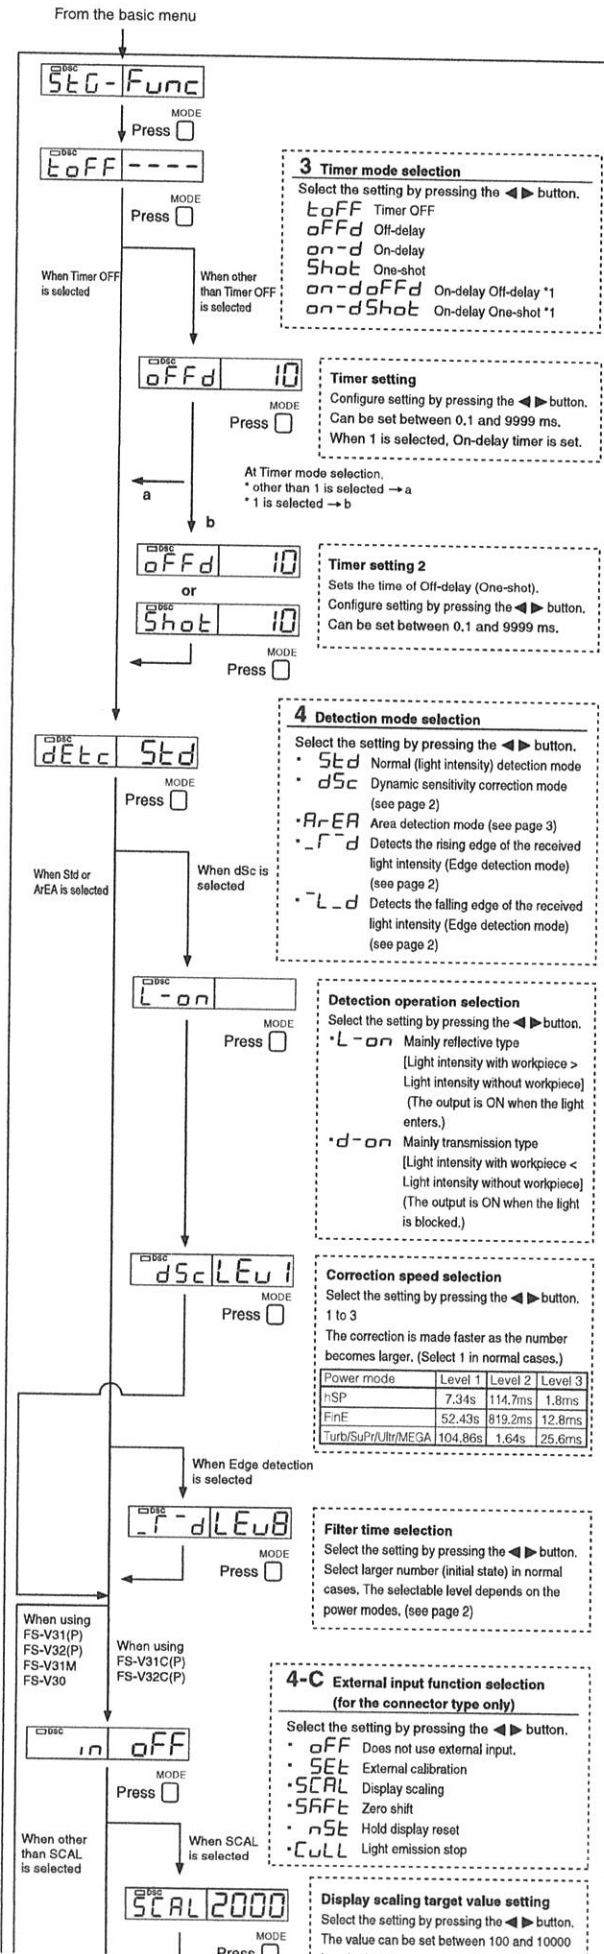 From the basic menu
DSC
StG- Func
MODE
Press
DSC
toFF ----
MODE
Press
3 Timer mode selection
Select the setting by pressing the ◀ ▶ button.
toFF Timer OFF
oFFd Off-delay
on-d On-delay
Shot One-shot
on-doFFd On-delay Off-delay *1
on-dShot On-delay One-shot *1
When Timer OFF
is selected
When other
than Timer OFF
is selected
DSC
oFFd 10
MODE
Press
Timer setting
Configure setting by pressing the ◀ ▶ button.
Can be set between 0.1 and 9999 ms.
When 1 is selected, On-delay timer is set.
At Timer mode selection,
* other than 1 is selected → a
* 1 is selected → b
a
b
DSC
oFFd 10
or
DSC
Shot 10
MODE
Press
Timer setting 2
Sets the time of Off-delay (One-shot).
Configure setting by pressing the ◀ ▶ button.
Can be set between 0.1 and 9999 ms.
DSC
dEtc Std
MODE
Press
4 Detection mode selection
Select the setting by pressing the ◀ ▶ button.
· Std Normal (light intensity) detection mode
· dSc Dynamic sensitivity correction mode
(see page 2)
· ArEA Area detection mode (see page 3)
· _Γ¯d Detects the rising edge of the received
light intensity (Edge detection mode)
(see page 2)
· ¯L_d Detects the falling edge of the received
light intensity (Edge detection mode)
(see page 2)
When Std or
ArEA is selected
When dSc is
selected
DSC
L-on
MODE
Press
Detection operation selection
Select the setting by pressing the ◀ ▶ button.
· L-on Mainly reflective type
[Light intensity with workpiece >
Light intensity without workpiece]
(The output is ON when the light
enters.)
· d-on Mainly transmission type
[Light intensity with workpiece <
Light intensity without workpiece]
(The output is ON when the light
is blocked.)
DSC
dSc LEv1
MODE
Press
Correction speed selection
Select the setting by pressing the ◀ ▶ button.
1 to 3
The correction is made faster as the number
becomes larger. (Select 1 in normal cases.)
Power mode Level 1 Level 2 Level 3
hSP 7.34s 114.7ms 1.8ms
FinE 52.43s 819.2ms 12.8ms
Turb/SuPr/Ultr/MEGA 104.86s 1.64s 25.6ms
When Edge detection
is selected
DSC
_Γ¯d LEv8
MODE
Press
Filter time selection
Select the setting by pressing the ◀ ▶ button.
Select larger number (initial state) in normal
cases. The selectable level depends on the
power modes. (see page 2)
When using
FS-V31(P)
FS-V32(P)
FS-V31M
FS-V30
When using
FS-V31C(P)
FS-V32C(P)
DSC
in oFF
MODE
Press
4-C External input function selection
(for the connector type only)
Select the setting by pressing the ◀ ▶ button.
· oFF Does not use external input.
· SEt External calibration
· SCAL Display scaling
· ShFt Zero shift
· rSt Hold display reset
· CuLL Light emission stop
When other
than SCAL
is selected
When SCAL
is selected
DSC
SCAL 2000
MODE
Press
Display scaling target value setting
Select the setting by pressing the ◀ ▶ button.
The value can be set between 100 and 10000